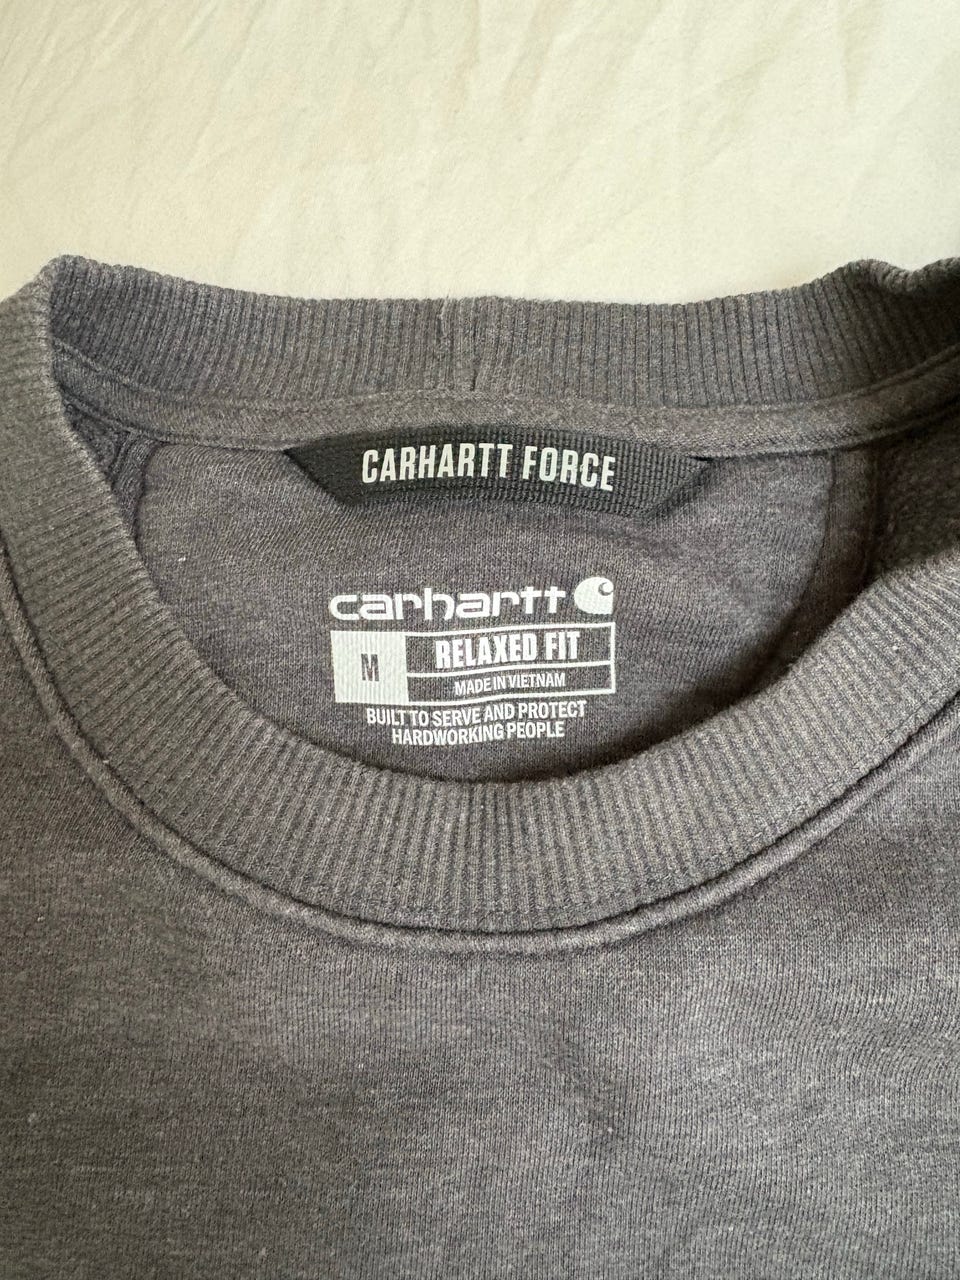 CARHARTT FORCE
carhartt
M
RELAXED FIT
MADE IN VIETNAM
BUILT TO SERVE AND PROTECT
HARDWORKING PEOPLE